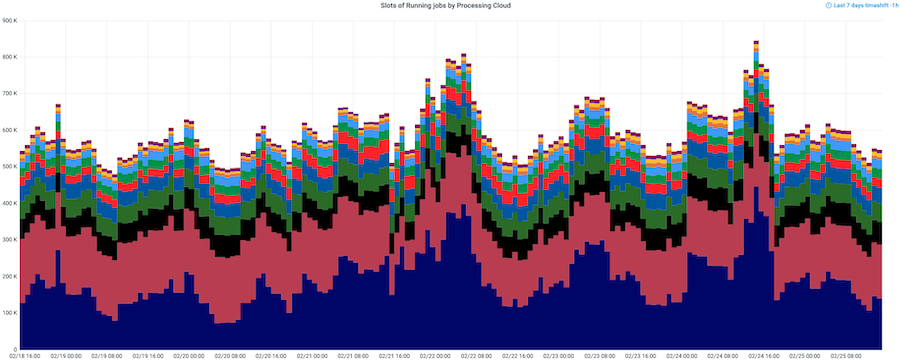 Slots of Running jobs by Processing Cloud
Last 7 days timeshift -1h
900 K
800 K
700 K
600 K
500 K
400 K
300 K
200 K
100 K
0
02/18 16:00 02/19 00:00 02/19 08:00 02/19 16:00 02/20 00:00 02/20 08:00 02/20 16:00 02/21 00:00 02/21 08:00 02/21 16:00 02/22 00:00 02/22 08:00 02/22 16:00 02/23 00:00 02/23 08:00 02/23 16:00 02/24 00:00 02/24 08:00 02/24 16:00 02/25 00:00 02/25 08:00